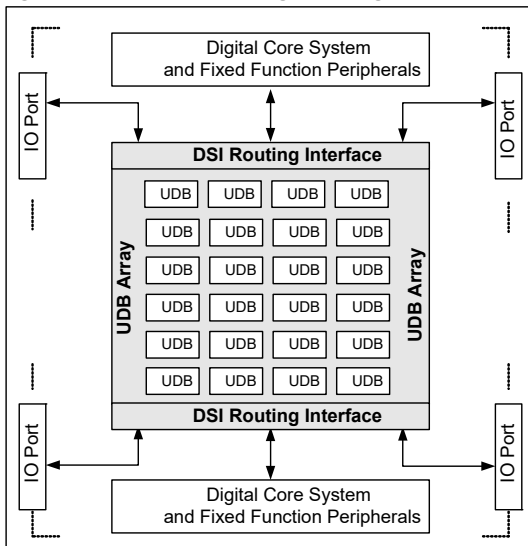 Digital Core System
and Fixed Function Peripherals
IO Port
IO Port
DSI Routing Interface
UDB UDB UDB UDB
UDB UDB UDB UDB
UDB UDB UDB UDB
UDB UDB UDB UDB
UDB UDB UDB UDB
UDB UDB UDB UDB
UDB Array
UDB Array
DSI Routing Interface
IO Port
IO Port
Digital Core System
and Fixed Function Peripherals